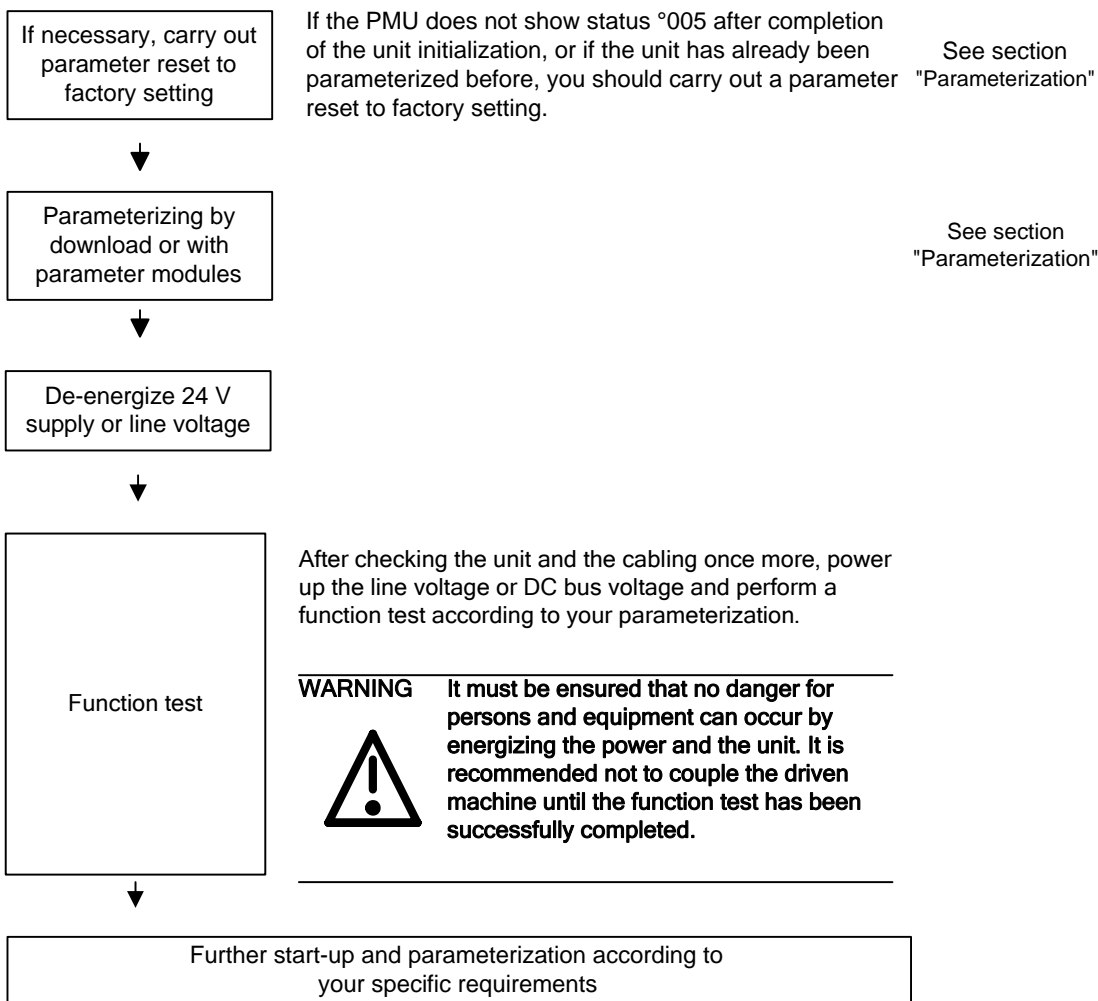 If necessary, carry out
parameter reset to
factory setting
If the PMU does not show status °005 after completion
of the unit initialization, or if the unit has already been
parameterized before, you should carry out a parameter
reset to factory setting.
See section
"Parameterization"
Parameterizing by
download or with
parameter modules
See section
"Parameterization"
De-energize 24 V
supply or line voltage
Function test
After checking the unit and the cabling once more, power
up the line voltage or DC bus voltage and perform a
function test according to your parameterization.
WARNING
It must be ensured that no danger for
persons and equipment can occur by
energizing the power and the unit. It is
recommended not to couple the driven
machine until the function test has been
successfully completed.
Further start-up and parameterization according to
your specific requirements